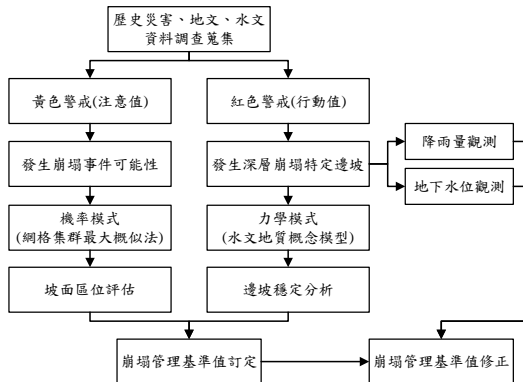 歷史災害、地文、水文
資料調查蒐集
黃色警戒(注意值)
紅色警戒(行動值)
發生崩塌事件可能性
發生深層崩塌特定邊坡
降雨量觀測
地下水位觀測
機率模式
(網格集群最大概似法)
力學模式
(水文地質概念模型)
坡面區位評估
邊坡穩定分析
崩塌管理基準值訂定
崩塌管理基準值修正